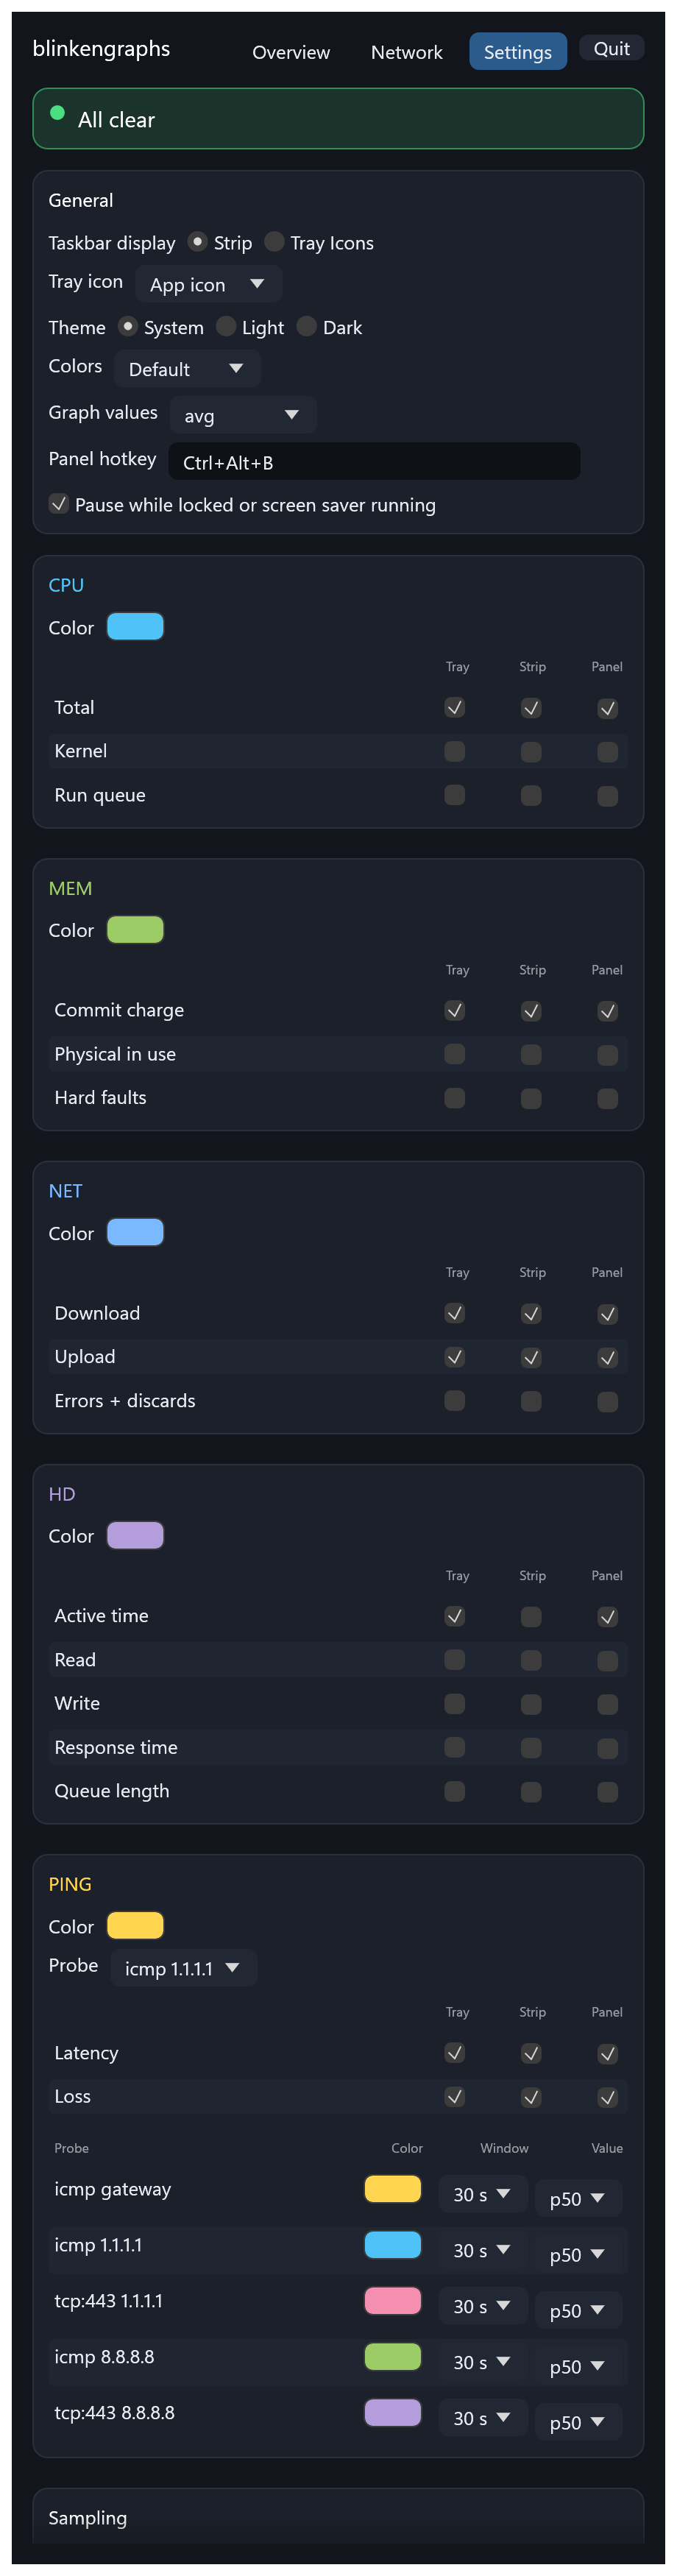 blinkengraphs Overview Network Settings Quit
All clear
General
Taskbar display Strip Tray Icons
Tray icon App icon
Theme System Light Dark
Colors Default
Graph values avg
Panel hotkey Ctrl+Alt+B
Pause while locked or screen saver running
CPU
Color
Tray Strip Panel
Total
Kernel
Run queue
MEM
Color
Tray Strip Panel
Commit charge
Physical in use
Hard faults
NET
Color
Tray Strip Panel
Download
Upload
Errors + discards
HD
Color
Tray Strip Panel
Active time
Read
Write
Response time
Queue length
PING
Color
Probe icmp 1.1.1.1
Tray Strip Panel
Latency
Loss
Probe Color Window Value
icmp gateway 30 s p50
icmp 1.1.1.1 30 s p50
tcp:443 1.1.1.1 30 s p50
icmp 8.8.8.8 30 s p50
tcp:443 8.8.8.8 30 s p50
Sampling